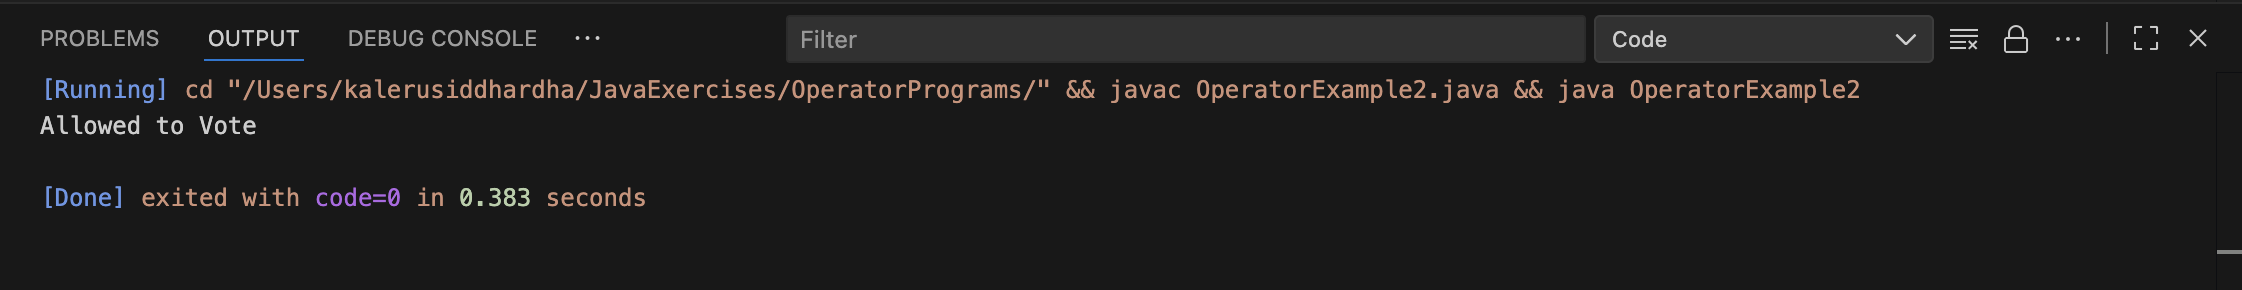 PROBLEMS OUTPUT DEBUG CONSOLE ··· Filter Code
[Running] cd "/Users/kalerusiddhardha/JavaExercises/OperatorPrograms/" && javac OperatorExample2.java && java OperatorExample2
Allowed to Vote
[Done] exited with code=0 in 0.383 seconds